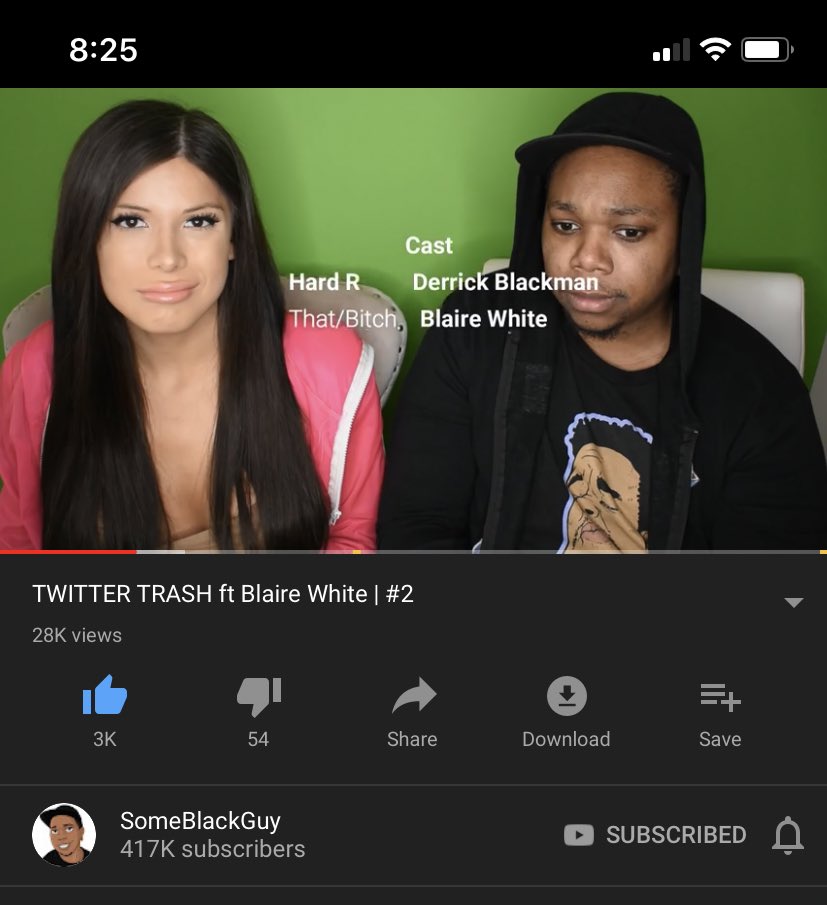 8:25
Cast
Hard R Derrick Blackman
That/Bitch, Blaire White
TWITTER TRASH ft Blaire White | #2
28K views
3K 54 Share Download Save
SomeBlackGuy
417K subscribers
SUBSCRIBED